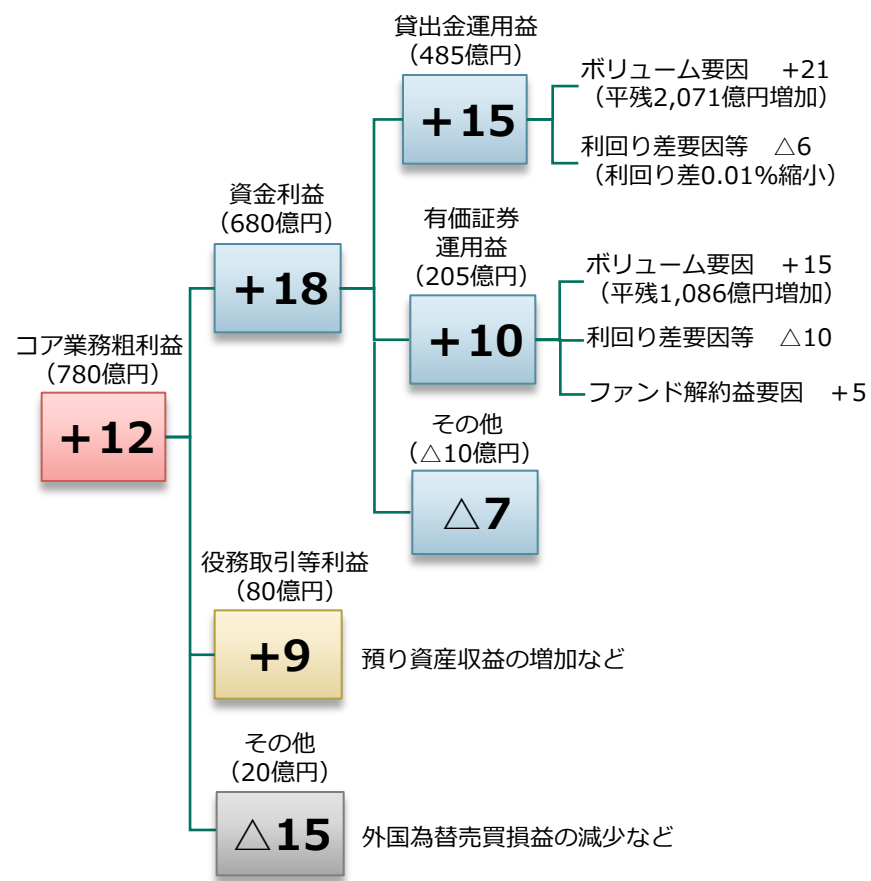 貸出金運用益
（485億円）
＋15
ボリューム要因　＋21
（平残2,071億円増加）
利回り差要因等　△6
（利回り差0.01%縮小）
資金利益
（680億円）
＋18
有価証券
運用益
（205億円）
＋10
ボリューム要因　＋15
（平残1,086億円増加）
利回り差要因等　△10
ファンド解約益要因　＋5
コア業務粗利益
（780億円）
＋12
その他
（△10億円）
△7
役務取引等利益
（80億円）
+9
預り資産収益の増加など
その他
（20億円）
△15
外国為替売買損益の減少など